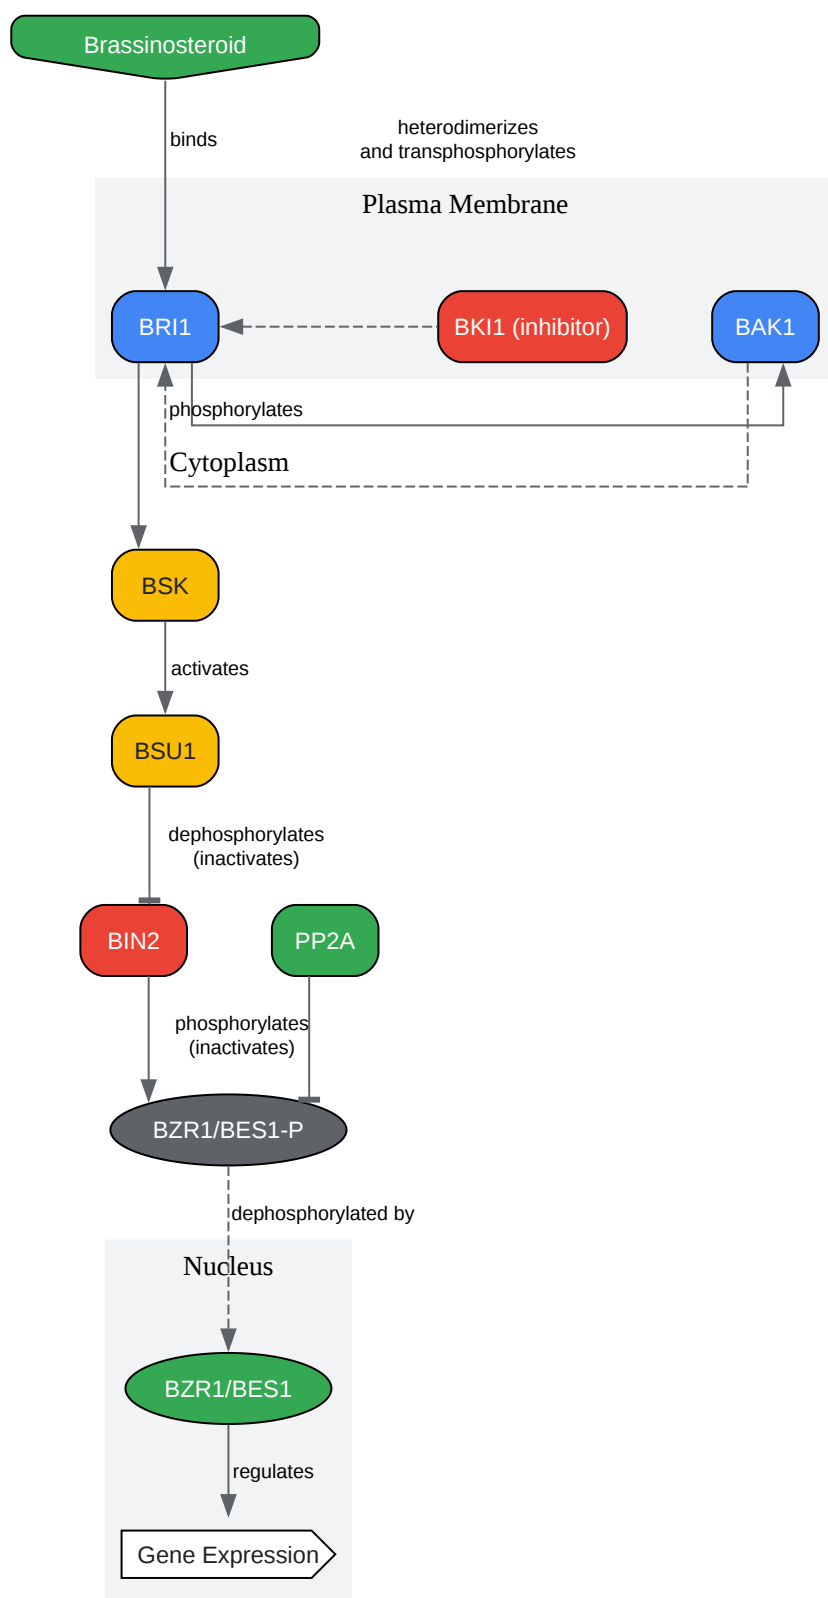 Brassinosteroid
binds
heterodimerizes
and transphosphorylates
Plasma Membrane
BRI1
BKI1 (inhibitor)
BAK1
phosphorylates
Cytoplasm
BSK
activates
BSU1
dephosphorylates
(inactivates)
BIN2
PP2A
phosphorylates
(inactivates)
BZR1/BES1-P
dephosphorylated by
Nucleus
BZR1/BES1
regulates
Gene Expression